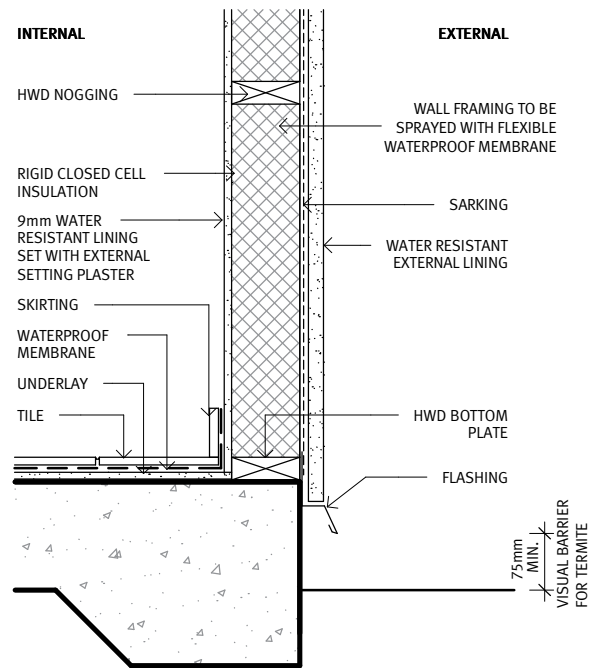 INTERNAL
EXTERNAL
HWD NOGGING
WALL FRAMING TO BE
SPRAYED WITH FLEXIBLE
WATERPROOF MEMBRANE
RIGID CLOSED CELL
INSULATION
SARKING
9mm WATER
RESISTANT LINING
SET WITH EXTERNAL
SETTING PLASTER
WATER RESISTANT
EXTERNAL LINING
SKIRTING
WATERPROOF
MEMBRANE
UNDERLAY
TILE
HWD BOTTOM
PLATE
FLASHING
75mm
MIN.
VISUAL BARRIER
FOR TERMITE